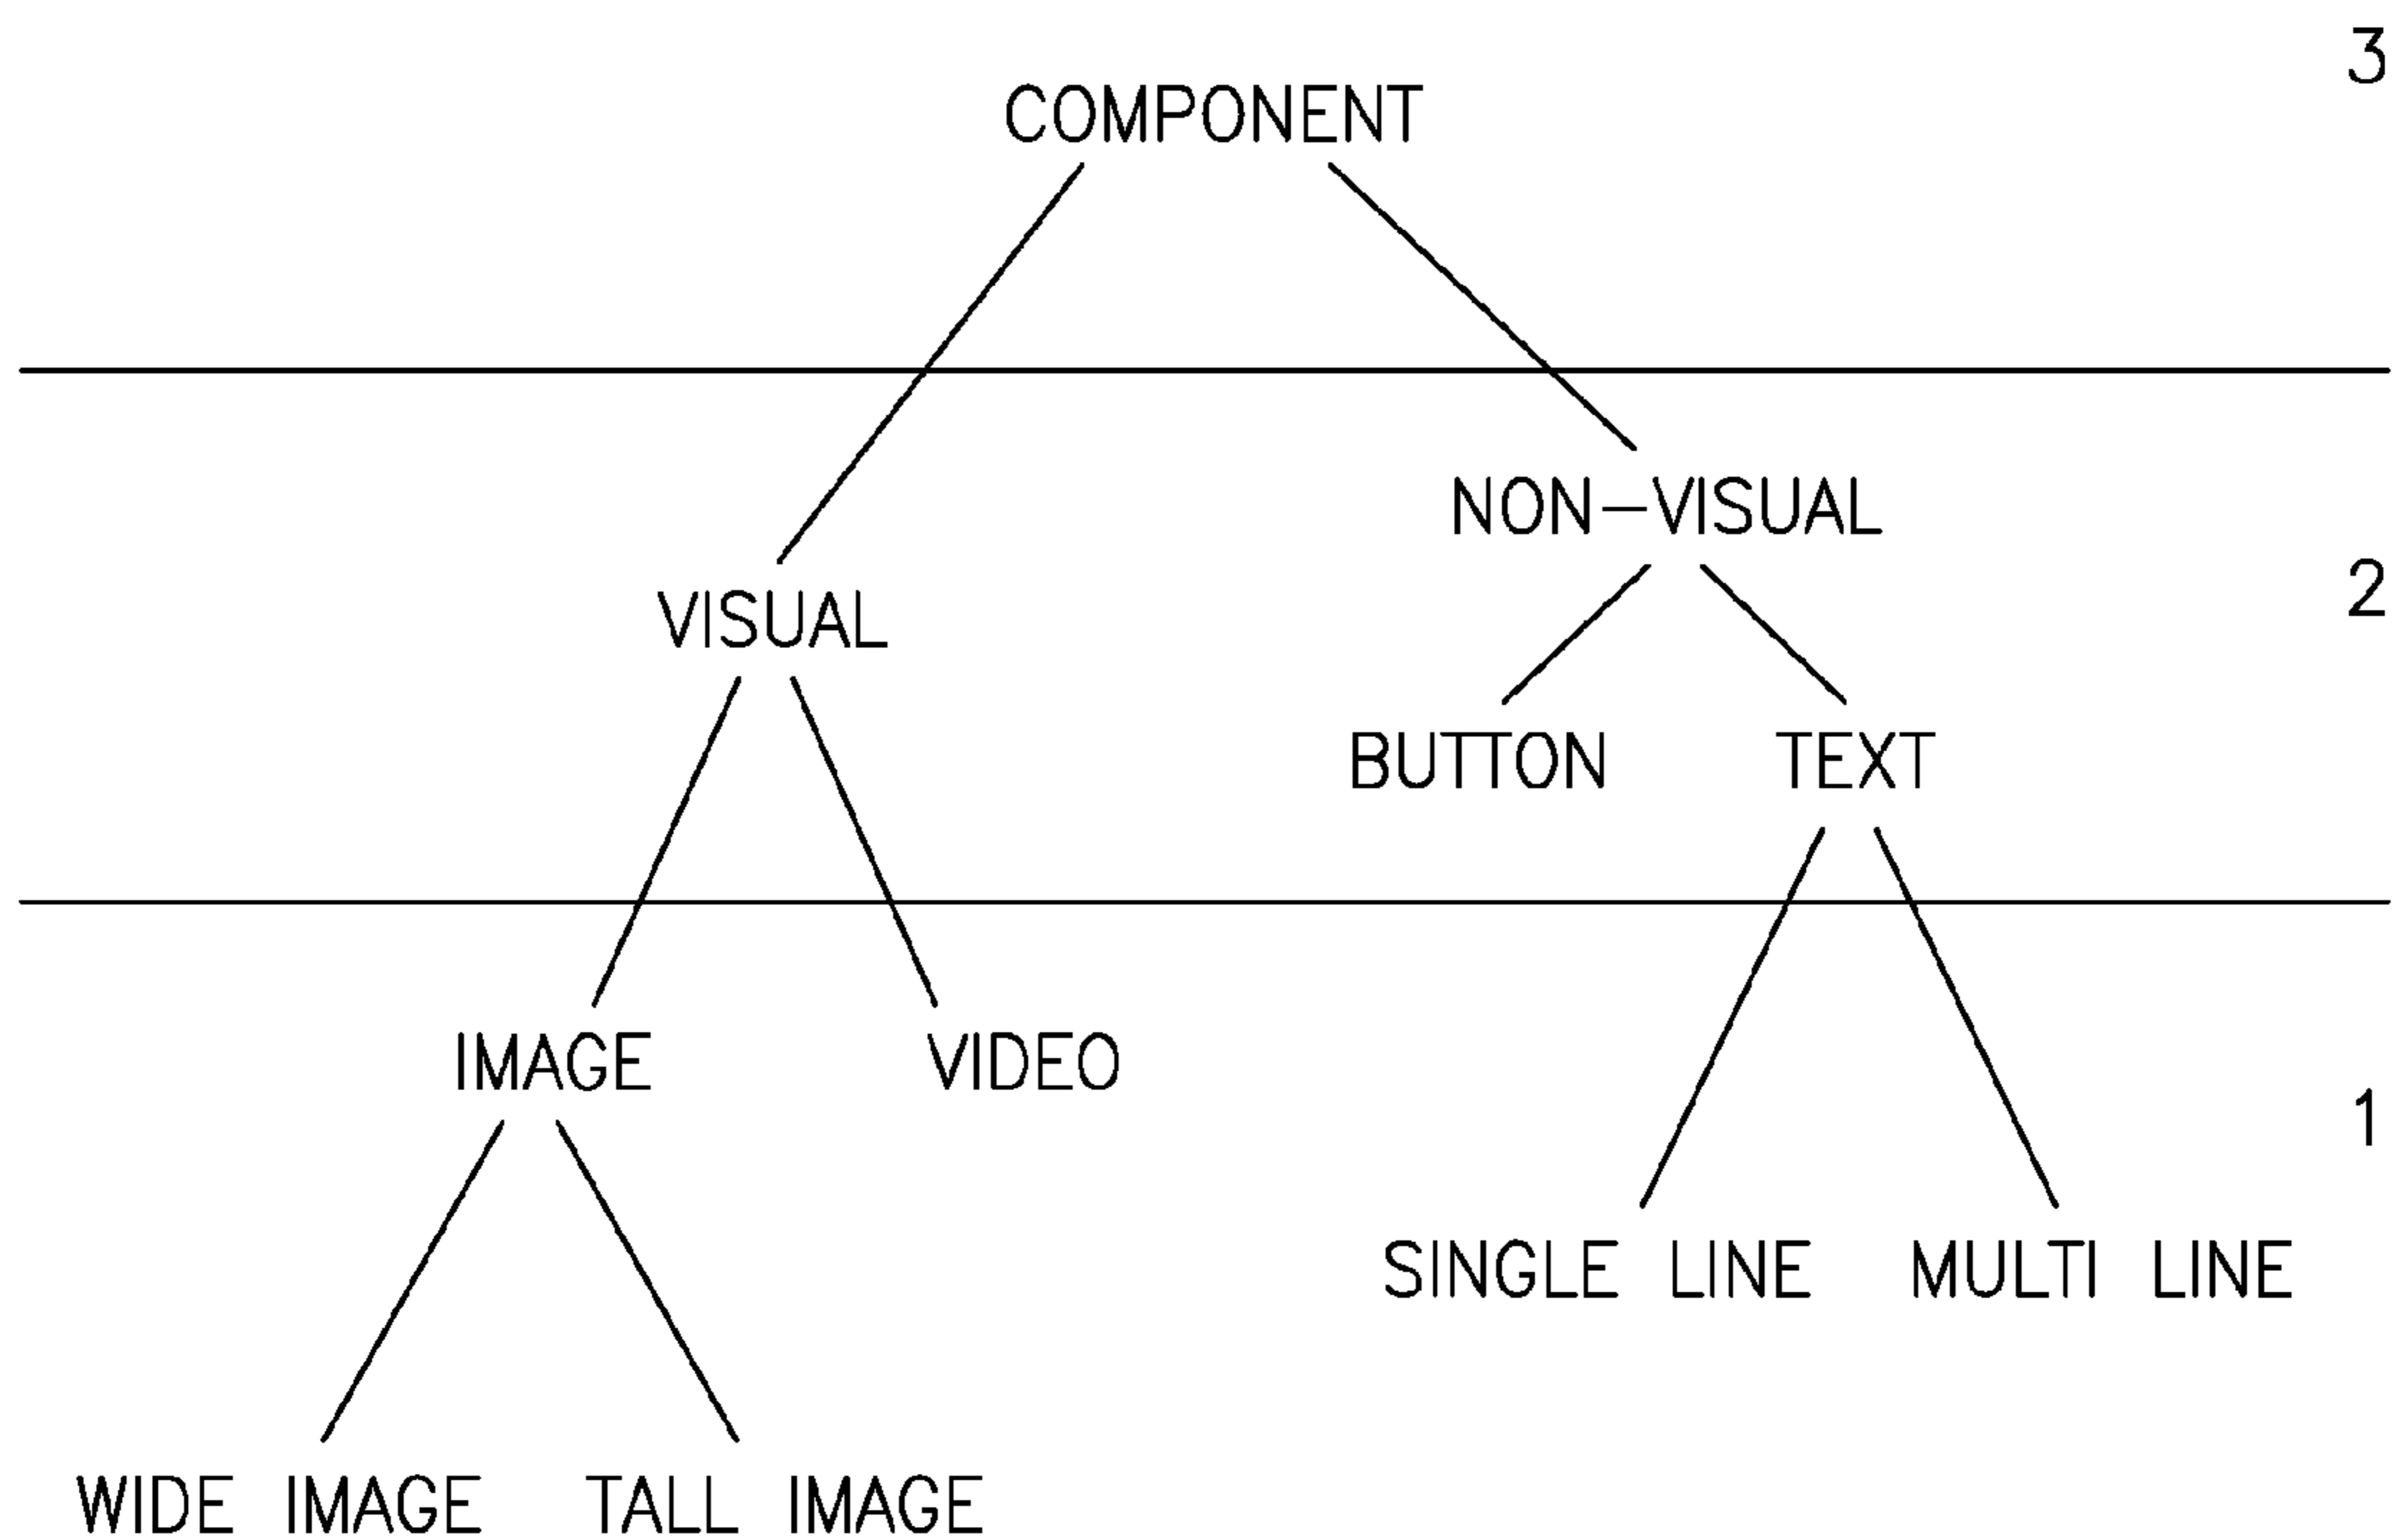 3
COMPONENT
NON-VISUAL
2
VISUAL
BUTTON TEXT
IMAGE VIDEO
1
SINGLE LINE MULTI LINE
WIDE IMAGE TALL IMAGE